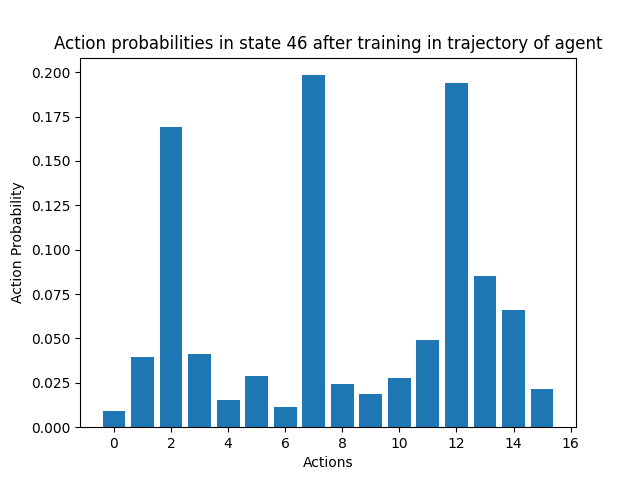 Action probabilities in state 46 after training in trajectory of agent
0.200
0.175
0.150
0.125
0.100
0.075
0.050
0.025
0.000
Action Probability
0 2 4 6 8 10 12 14 16
Actions